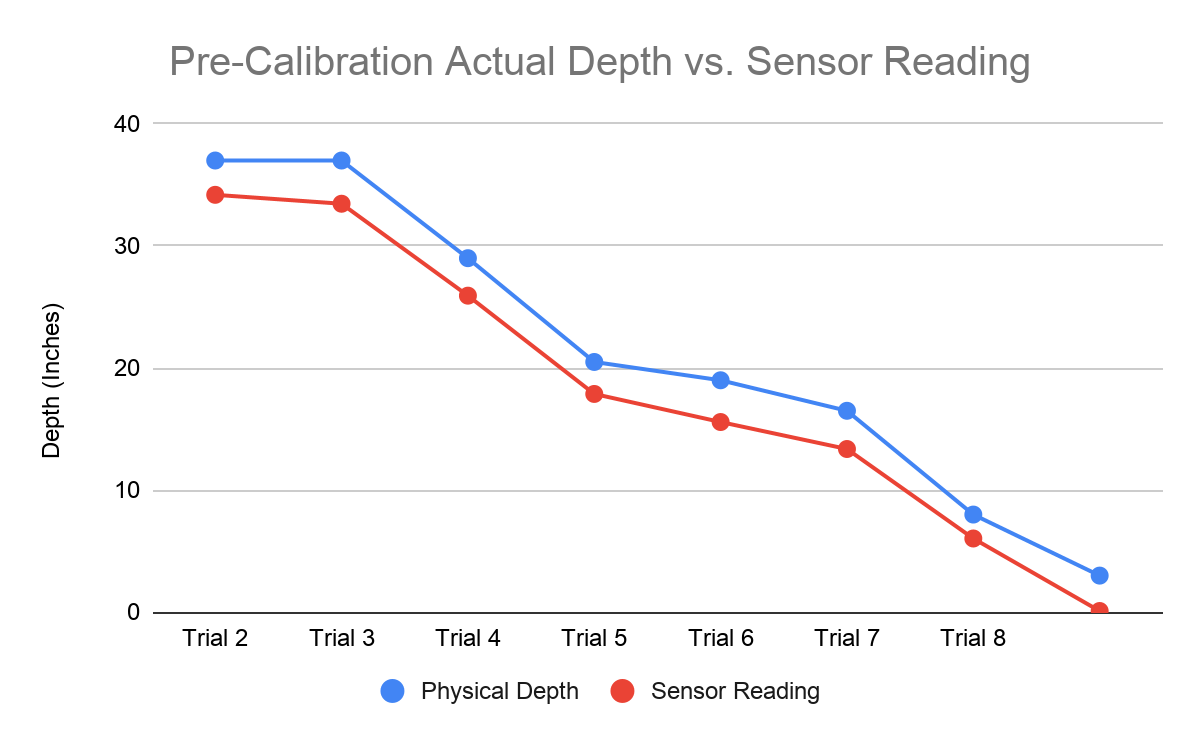 Pre-Calibration Actual Depth vs. Sensor Reading
40
30
20
10
0
Depth (Inches)
Trial 2 Trial 3 Trial 4 Trial 5 Trial 6 Trial 7 Trial 8
Physical Depth Sensor Reading